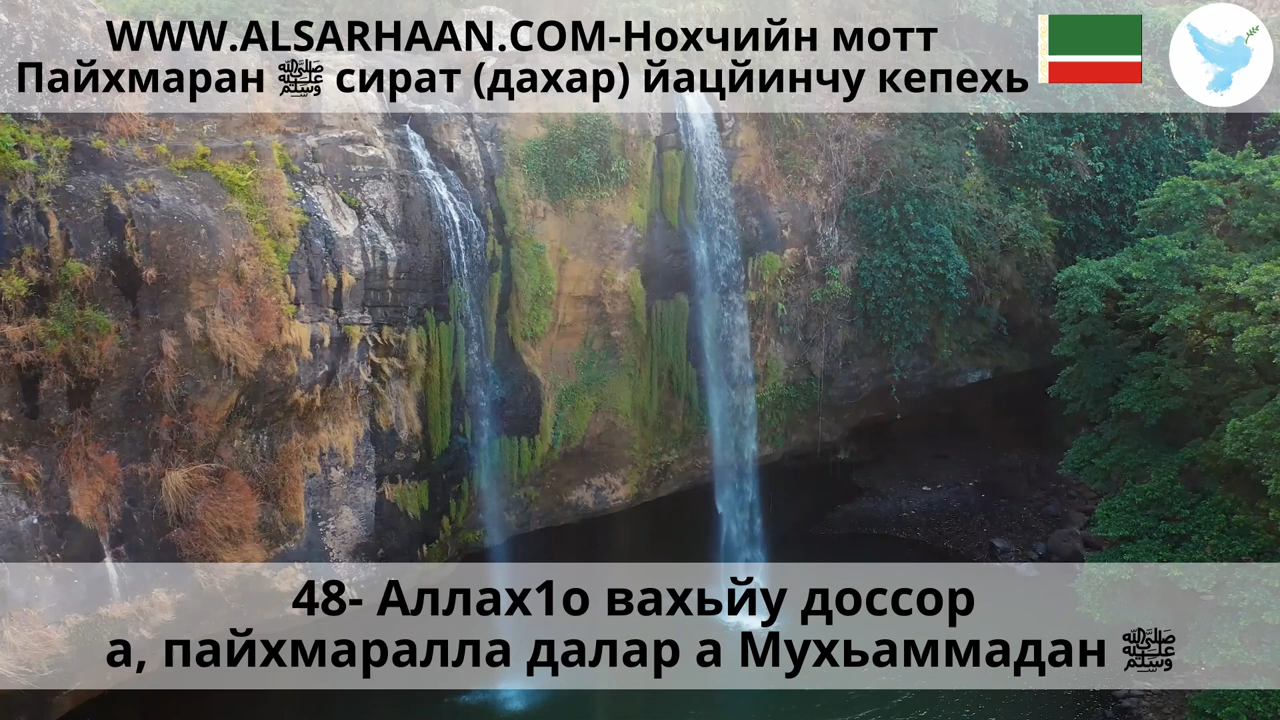 WWW.ALSARHAAN.COM-Нохчийн мотт
Пайхмаран ﷺ сират (дахар) йацйинчу кепехь
48- Аллах1о вахьйу доссор
а, пайхмаралла далар а Мухьаммадан ﷺ